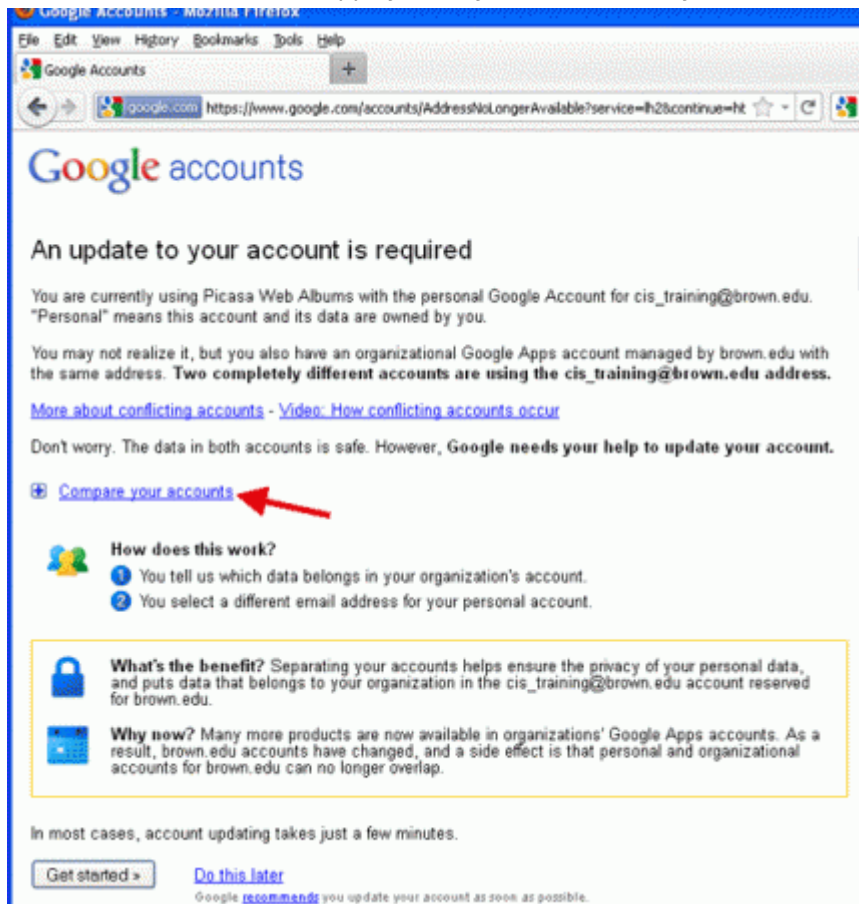 Google Accounts - Mozilla Firefox
File Edit View History Bookmarks Tools Help
Google Accounts +
google.com https://www.google.com/accounts/AddressNoLongerAvailable?service=lh2&continue=ht
Google accounts
An update to your account is required
You are currently using Picasa Web Albums with the personal Google Account for cis_training@brown.edu.
"Personal" means this account and its data are owned by you.
You may not realize it, but you also have an organizational Google Apps account managed by brown.edu with
the same address. Two completely different accounts are using the cis_training@brown.edu address.
More about conflicting accounts - Video: How conflicting accounts occur
Don't worry. The data in both accounts is safe. However, Google needs your help to update your account.
Compare your accounts
How does this work?
1 You tell us which data belongs in your organization's account.
2 You select a different email address for your personal account.
What's the benefit? Separating your accounts helps ensure the privacy of your personal data,
and puts data that belongs to your organization in the cis_training@brown.edu account reserved
for brown.edu.
Why now? Many more products are now available in organizations' Google Apps accounts. As a
result, brown.edu accounts have changed, and a side effect is that personal and organizational
accounts for brown.edu can no longer overlap.
In most cases, account updating takes just a few minutes.
Get started » Do this later
Google recommends you update your account as soon as possible.